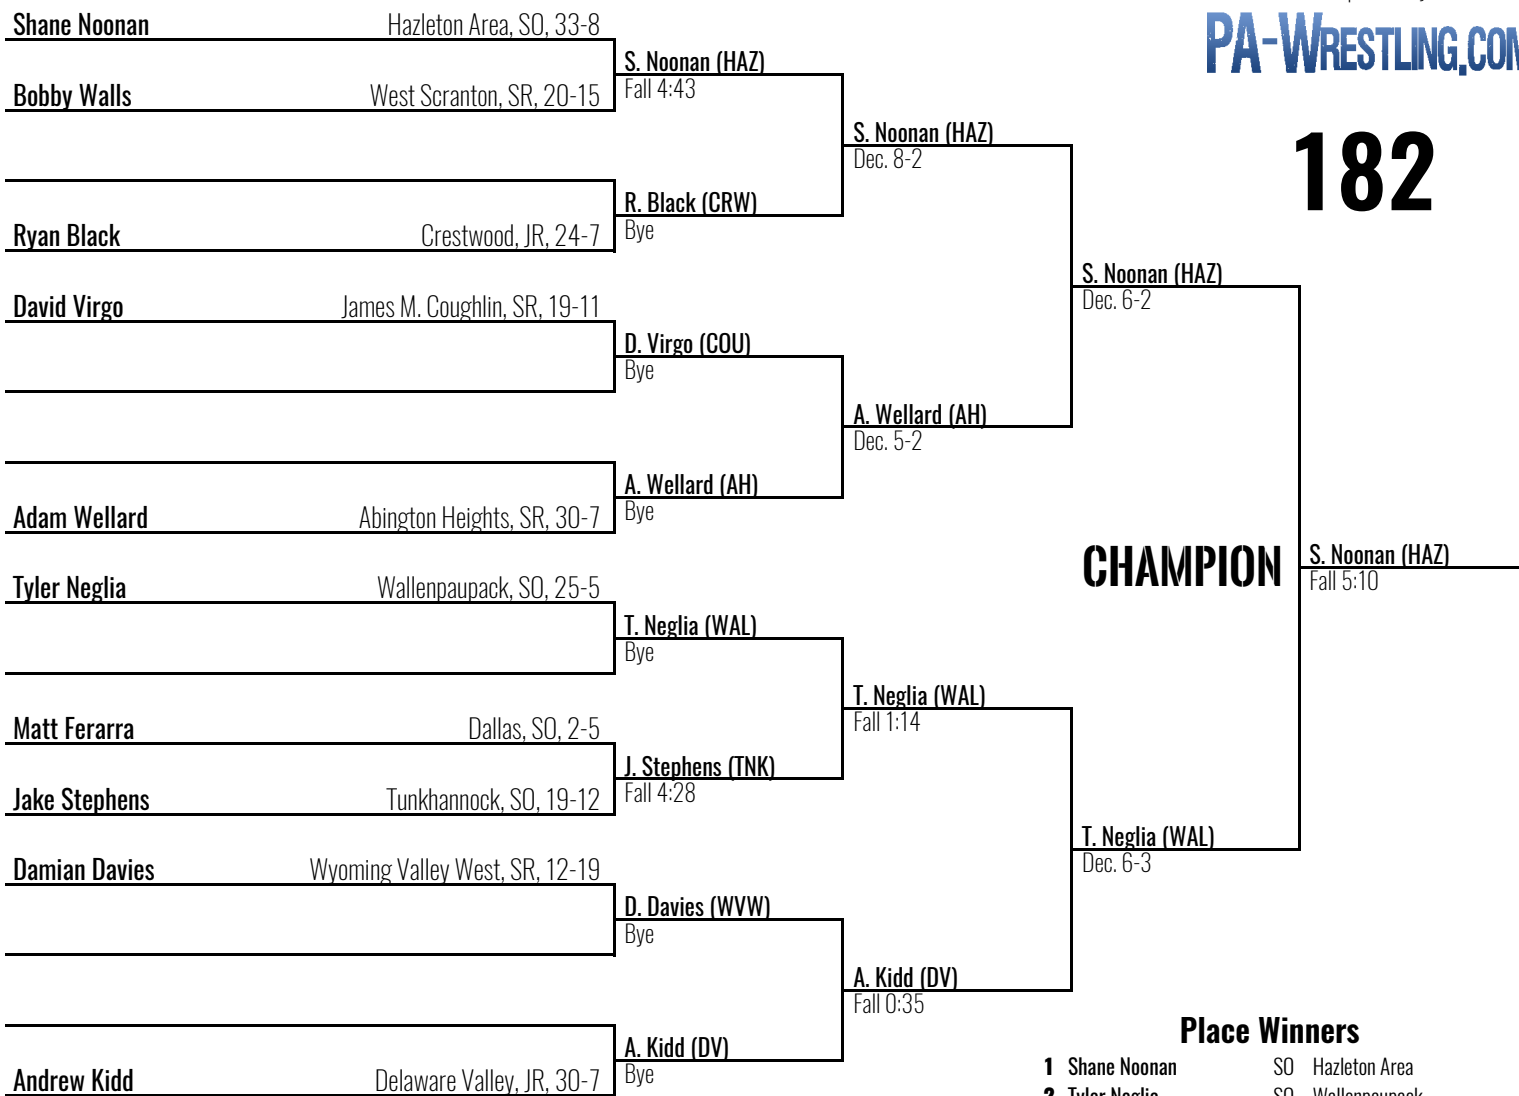 PA-WRESTLING.COM
182
Shane Noonan Hazleton Area, SO, 33-8
S. Noonan (HAZ)
Fall 4:43
Bobby Walls West Scranton, SR, 20-15
S. Noonan (HAZ)
Dec. 8-2
R. Black (CRW)
Bye
Ryan Black Crestwood, JR, 24-7
S. Noonan (HAZ)
Dec. 6-2
David Virgo James M. Coughlin, SR, 19-11
D. Virgo (COU)
Bye
A. Wellard (AH)
Dec. 5-2
A. Wellard (AH)
Bye
Adam Wellard Abington Heights, SR, 30-7
CHAMPION S. Noonan (HAZ)
Fall 5:10
Tyler Neglia Wallenpaupack, SO, 25-5
T. Neglia (WAL)
Bye
T. Neglia (WAL)
Fall 1:14
Matt Ferarra Dallas, SO, 2-5
J. Stephens (TNK)
Fall 4:28
Jake Stephens Tunkhannock, SO, 19-12
T. Neglia (WAL)
Dec. 6-3
Damian Davies Wyoming Valley West, SR, 12-19
D. Davies (WVW)
Bye
A. Kidd (DV)
Fall 0:35
A. Kidd (DV)
Bye
Andrew Kidd Delaware Valley, JR, 30-7
Place Winners
1 Shane Noonan SO Hazleton Area
2 Tyler Neglia SO Wallenpaupack